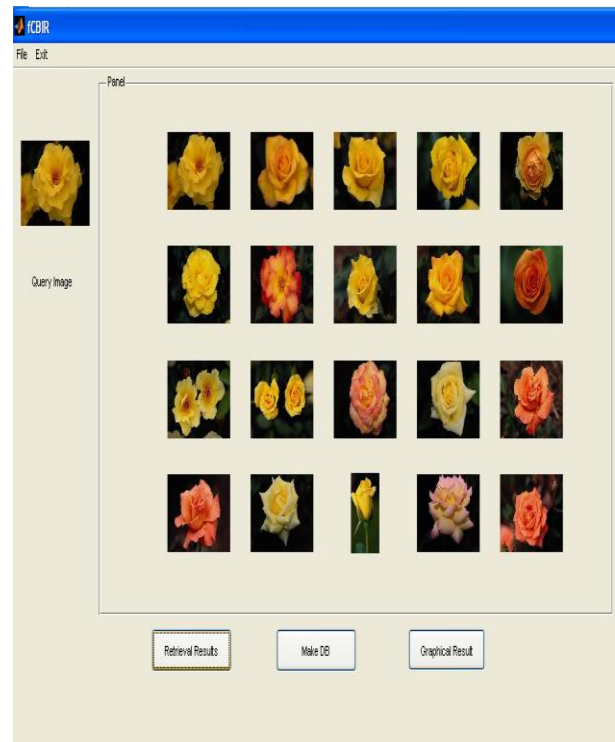 fCBIR
File Exit
Panel
Query Image
Retrieval Results Make DB Graphical Result